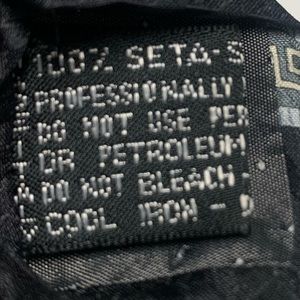 100% SETA-S
PROFESSIONALLY
DO NOT USE PER
OR PETROLEUM
DO NOT BLEACH -
COOL IRON -